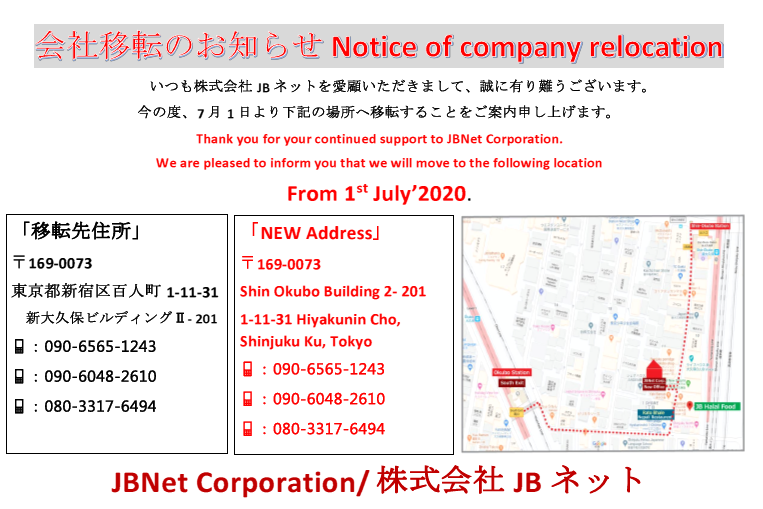 会社移転のお知らせ Notice of company relocation
いつも株式会社 JB ネットを愛顧いただきまして、誠に有り難うございます。
今の度、7月 1日より下記の場所へ移転することをご案内申し上げます。
Thank you for your continued support to JBNet Corporation.
We are pleased to inform you that we will move to the following location
From 1st July’2020.
「移転先住所」
〒169-0073
東京都新宿区百人町 1-11-31
新大久保ビルディングⅡ- 201
：090-6565-1243
：090-6048-2610
：080-3317-6494
「NEW Address」
〒169-0073
Shin Okubo Building 2- 201
1-11-31 Hiyakunin Cho,
Shinjuku Ku, Tokyo
：090-6565-1243
：090-6048-2610
：080-3317-6494
Shin Okubo Station
Okubo Station
South Exit
New Office
JB Halal Food
JBNet Corporation/ 株式会社 JB ネット